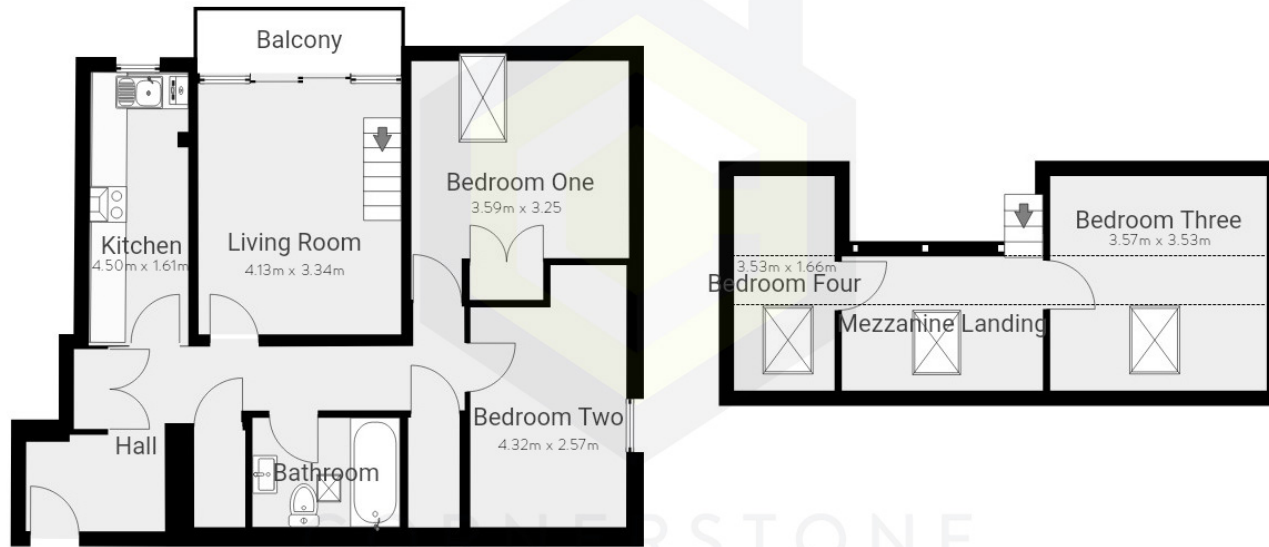 Balcony
Kitchen
4.50m x 1.61m
Living Room
4.13m x 3.34m
Bedroom One
3.59m x 3.25
Bedroom Two
4.32m x 2.57m
Hall
Bathroom
3.53m x 1.66m
Bedroom Four
Mezzanine Landing
Bedroom Three
3.57m x 3.53m
CORNERSTONE